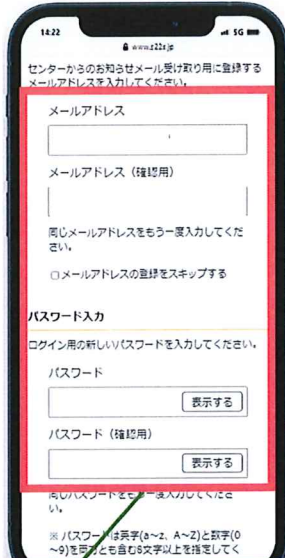 14:22
5G
www.z22z.jp
センターからのお知らせメール受け取り用に登録する
メールアドレスを入力してください。
メールアドレス
メールアドレス（確認用）
同じメールアドレスをもう一度入力してくだ
さい。
メールアドレスの登録をスキップする
パスワード入力
ログイン用の新しいパスワードを入力してください。
パスワード
表示する
パスワード（確認用）
表示する
同じパスワードをもう一度入力してくださ
い。
※ パスワードは英字(a～z、A～Z)と数字(0
～9)を両方とも含む8文字以上を指定してく